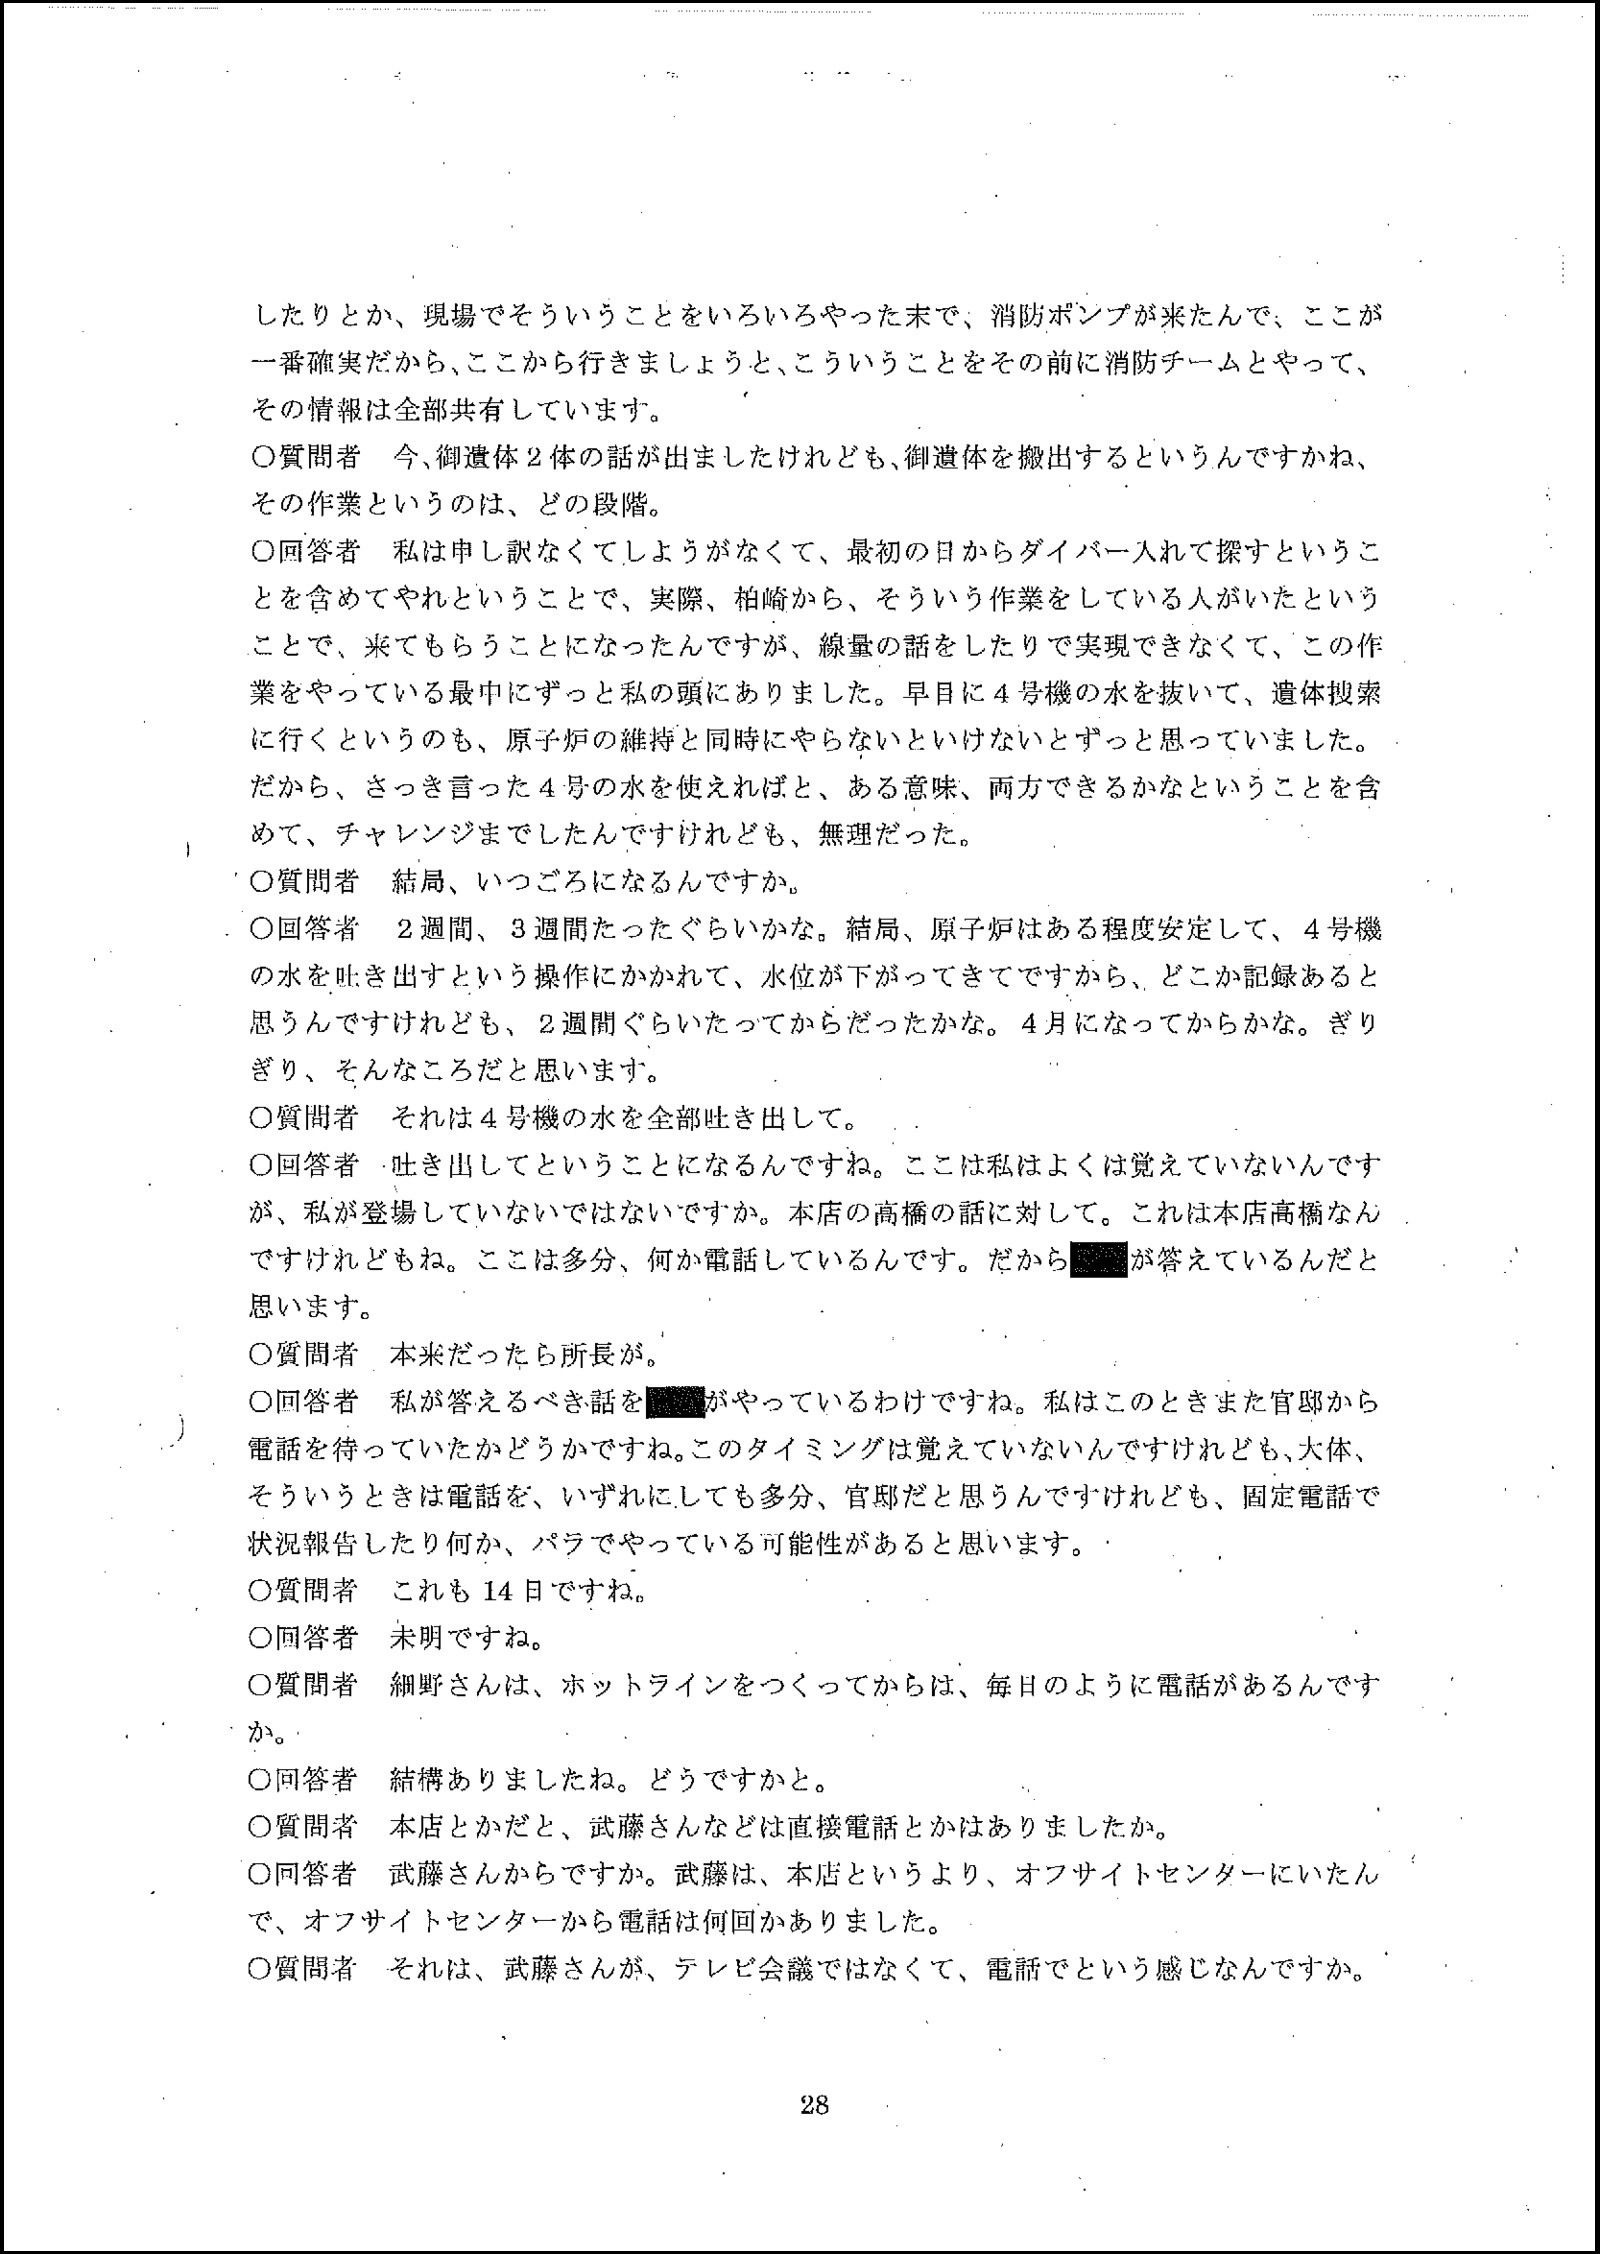 したりとか、現場でそういうことをいろいろやった末で、消防ポンプが来たんで、ここが
一番確実だから、ここから行きましょうと、こういうことをその前に消防チームとやって、
その情報は全部共有しています。
○質問者　今、御遺体２体の話が出ましたけれども、御遺体を搬出するというんですかね、
その作業というのは、どの段階。
○回答者　私は申し訳なくてしようがなくて、最初の日からダイバー入れて探すというこ
とを含めてやれということで、実際、柏崎から、そういう作業をしている人がいたという
ことで、来てもらうことになったんですが、線量の話をしたりで実現できなくて、この作
業をやっている最中にずっと私の頭にありました。早目に４号機の水を抜いて、遺体捜索
に行くというのも、原子炉の維持と同時にやらないといけないとずっと思っていました。
だから、さっき言った４号の水を使えればと、ある意味、両方できるかなということを含
めて、チャレンジまでしたんですけれども、無理だった。
○質問者　結局、いつごろになるんですか。
○回答者　２週間、３週間たったぐらいかな。結局、原子炉はある程度安定して、４号機
の水を吐き出すという操作にかかれて、水位が下がってきてですから、どこか記録あると
思うんですけれども、２週間ぐらいたってからだったかな。４月になってからかな。ぎり
ぎり、そんなころだと思います。
○質問者　それは４号機の水を全部吐き出して。
○回答者　吐き出してということになるんですね。ここは私はよくは覚えていないんです
が、私が登場していないではないですか。本店の高橋の話に対して。これは本店高橋なん
ですけれどもね。ここは多分、何か電話しているんです。だからが答えているんだと
思います。
○質問者　本来だったら所長が。
○回答者　私が答えるべき話をがやっているわけですね。私はこのときまた官邸から
電話を待っていたかどうかですね。このタイミングは覚えていないんですけれども、大体、
そういうときは電話を、いずれにしても多分、官邸だと思うんですけれども、固定電話で
状況報告したり何か、パラでやっている可能性があると思います。
○質問者　これも 14 日ですね。
○回答者　未明ですね。
○質問者　細野さんは、ホットラインをつくってからは、毎日のように電話があるんです
か。
○回答者　結構ありましたね。どうですかと。
○質問者　本店とかだと、武藤さんなどは直接電話とかはありましたか。
○回答者　武藤さんからですか。武藤は、本店というより、オフサイトセンターにいたん
で、オフサイトセンターから電話は何回かありました。
○質問者　それは、武藤さんが、テレビ会議ではなくて、電話でという感じなんですか。
28